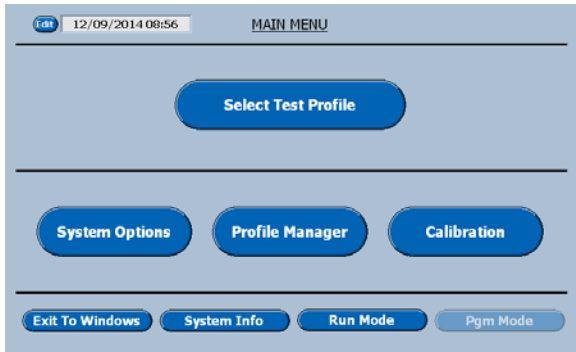 Edit 12/09/2014 08:56 MAIN MENU
Select Test Profile
System Options Profile Manager Calibration
Exit To Windows System Info Run Mode Pgm Mode